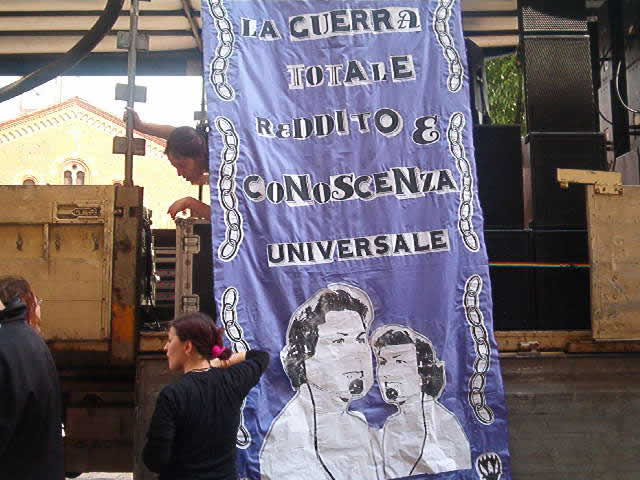 LA GUERRA
TOTALE
REDDITO E
CONOSCENZA
UNIVERSALE